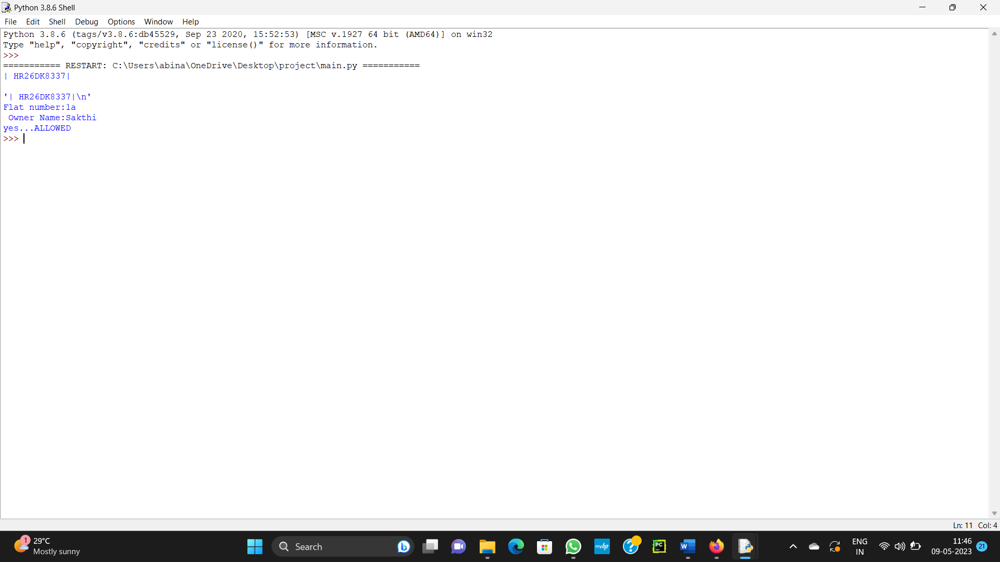 Python 3.8.6 Shell
File Edit Shell Debug Options Window Help
Python 3.8.6 (tags/v3.8.6:db45529, Sep 23 2020, 15:52:53) [MSC v.1927 64 bit (AMD64)] on win32
Type "help", "copyright", "credits" or "license()" for more information.
>>>
=========== RESTART: C:\Users\abina\OneDrive\Desktop\project\main.py ===========
| HR26DK8337|
'| HR26DK8337|\n'
Flat number:1a
 Owner Name:Sakthi
yes...ALLOWED
>>>
Ln: 11 Col: 4
1
29°C
Mostly sunny
Search
myhp
?
PC
W
ENG
IN
11:46
09-05-2023
21